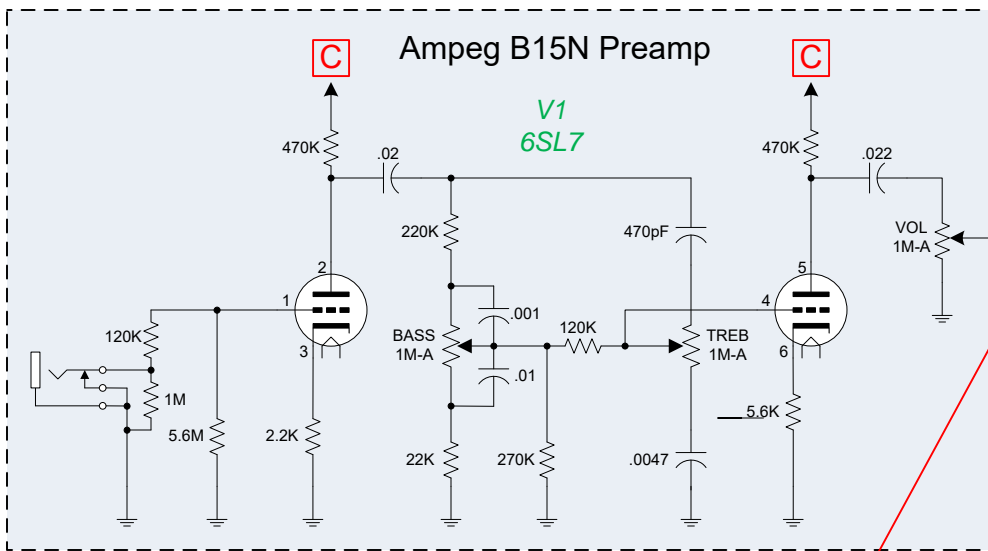 Ampeg B15N Preamp
C
C
V1
6SL7
470K
.02
470K
.022
220K
470pF
VOL
1M-A
2
5
1
4
.001
120K
BASS
1M-A
120K
TREB
1M-A
3
6
.01
1M
5.6M
2.2K
22K
270K
.0047
5.6K